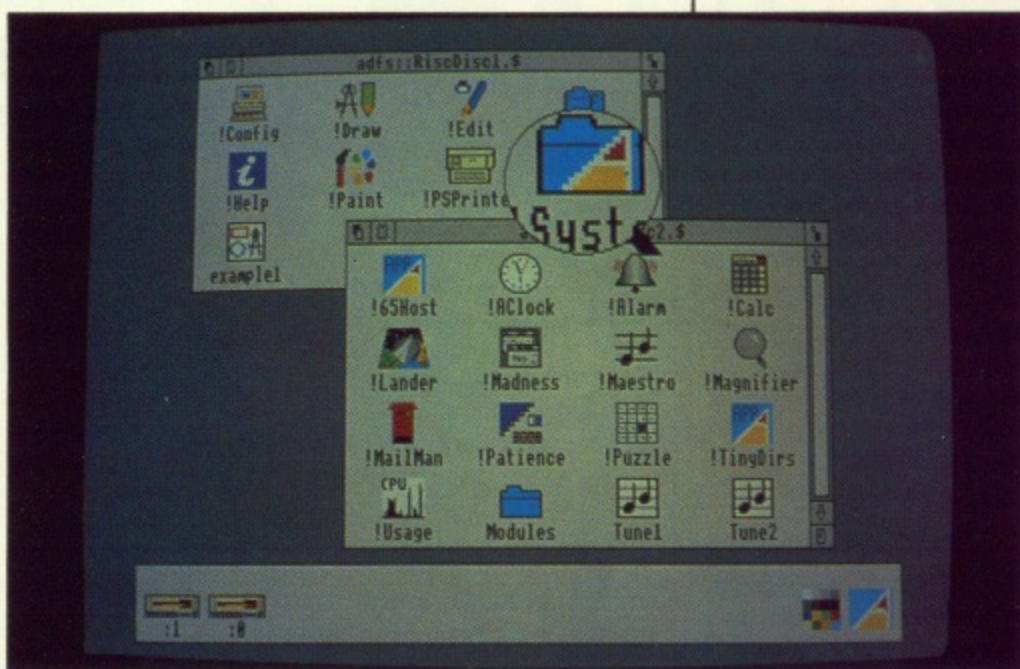 adfs::RiscDisc1.$
!Config !Draw !Edit
!Help !Paint !PSPrinte
!Syst
example1
c2.$
!65Host !AClock !Alarm !Calc
!Lander !Madness !Maestro !Magnifier
!MailMan !Patience !Puzzle !TinyDirs
CPU
!Usage Modules Tune1 Tune2
:1 :0